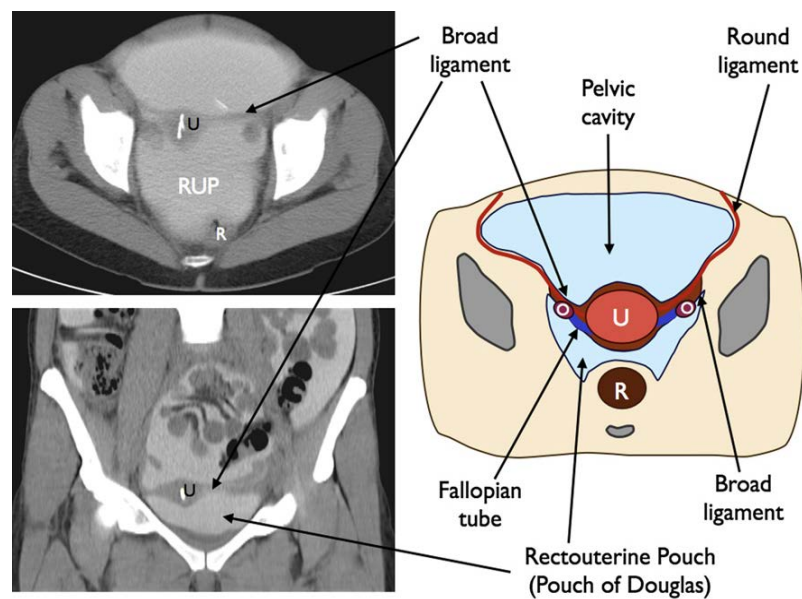 Broad
ligament
Round
ligament
Pelvic
cavity
U
RUP
R
U
U
R
Fallopian
tube
Broad
ligament
Rectouterine Pouch
(Pouch of Douglas)